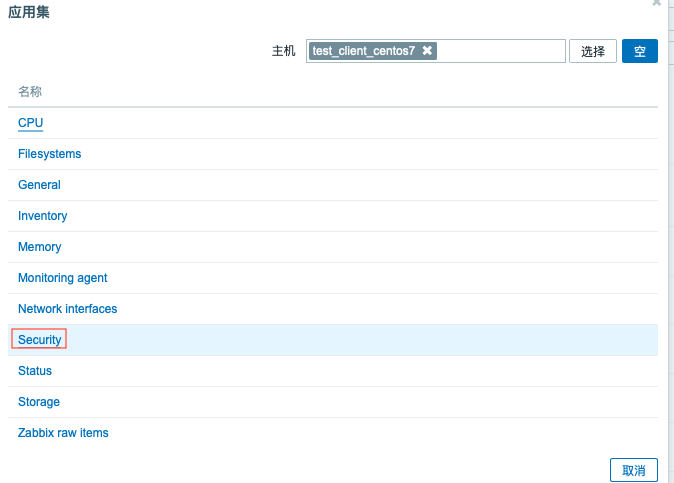 应用集
主机 test_client_centos7 选择 空
名称
CPU
Filesystems
General
Inventory
Memory
Monitoring agent
Network interfaces
Security
Status
Storage
Zabbix raw items
取消